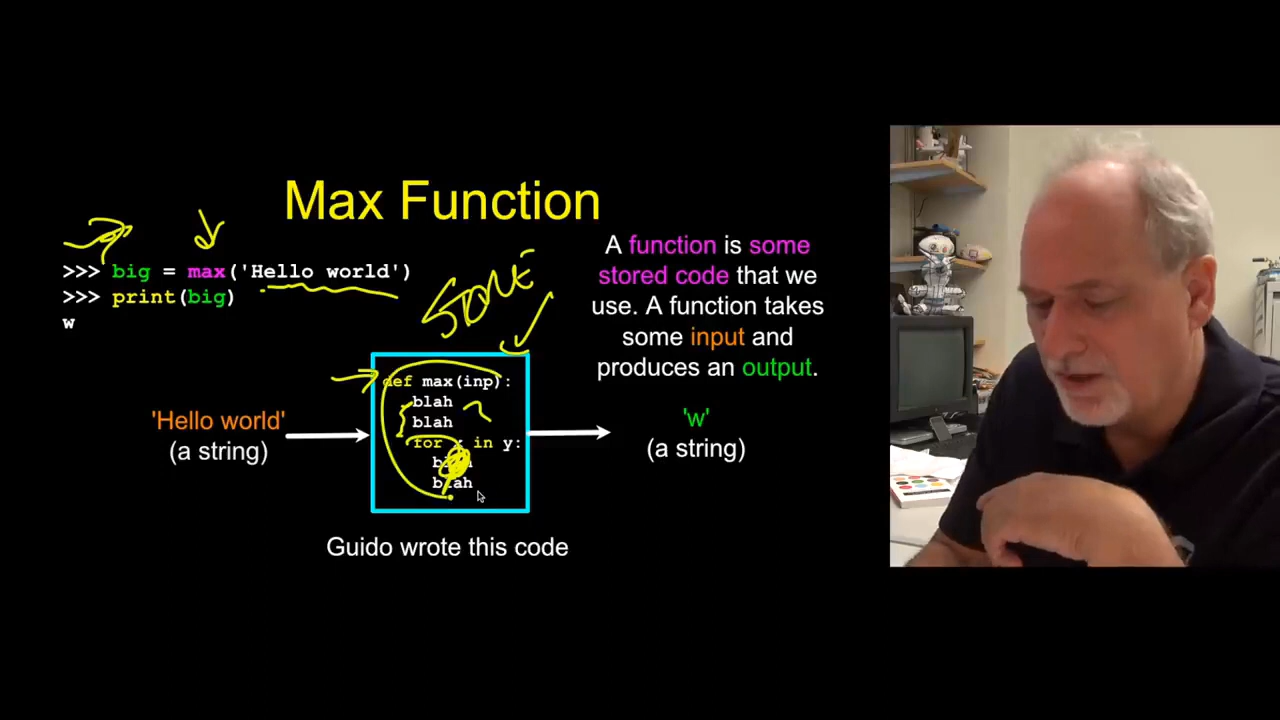 Max Function
>>> big = max('Hello world')
>>> print(big)
w
A function is some
stored code that we
use. A function takes
some input and
produces an output.
def max(inp):
blah
blah
for x in y:
blah
blah
'Hello world'
(a string)
'w'
(a string)
Guido wrote this code